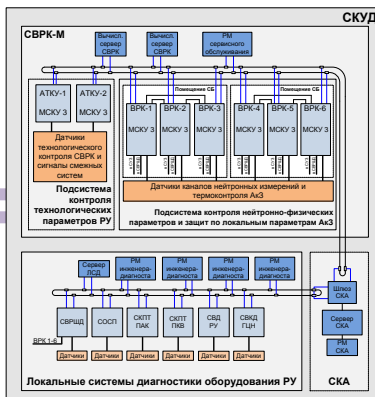 СКУД
СВРК-М
Вычисл.
сервер
СВРК
Вычисл.
сервер
СВРК
РМ
сервисного
обслуживания
АТКУ-1
МСКУ 3
АТКУ-2
МСКУ 3
Помещение СБ
Помещение СБ
ВРК-1
МСКУ 3
ВРК-2
МСКУ 3
ВРК-3
МСКУ 3
ВРК-4
МСКУ 3
ВРК-5
МСКУ 3
ВРК-6
МСКУ 3
Датчики
технологического
контроля СВРК и
сигналы смежных
систем
Датчики каналов нейтронных измерений и
термоконтроля АкЗ
Подсистема
контроля
технологических
параметров РУ
Подсистема контроля нейтронно-физических
параметров и защит по локальным параметрам АкЗ
Сервер
ЛСД
РМ
инженера-
диагноста
РМ
инженера-
диагноста
РМ
инженера-
диагноста
РМ
инженера-
диагноста
СВРШД
СОСП
СКПТ
ПАК
СКПТ
ПКВ
СВД
РУ
СВКД
ГЦН
ВРК 1-6
Датчики
Датчики
Датчики
Датчики
Датчики
Датчики
Локальные системы диагностики оборудования РУ
Шлюз
СКА
Сервер
СКА
РМ
СКА
СКА